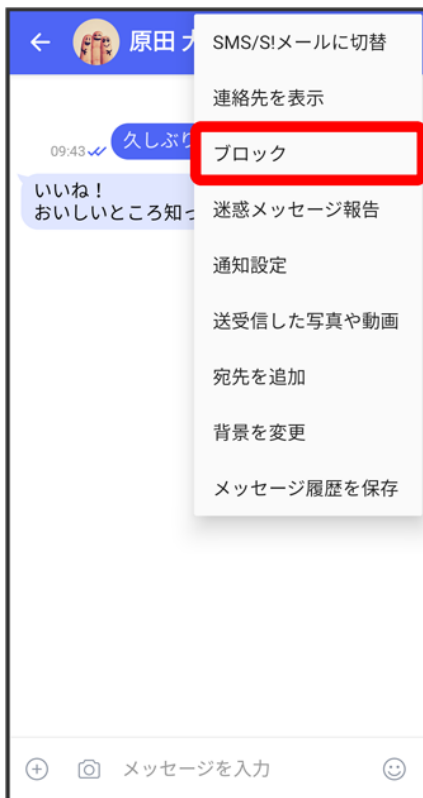 原田
SMS/S!メールに切替
連絡先を表示
ブロック
迷惑メッセージ報告
通知設定
送受信した写真や動画
宛先を追加
背景を変更
メッセージ履歴を保存
久しぶり
09:43
いいね！
おいしいところ知っ
メッセージを入力